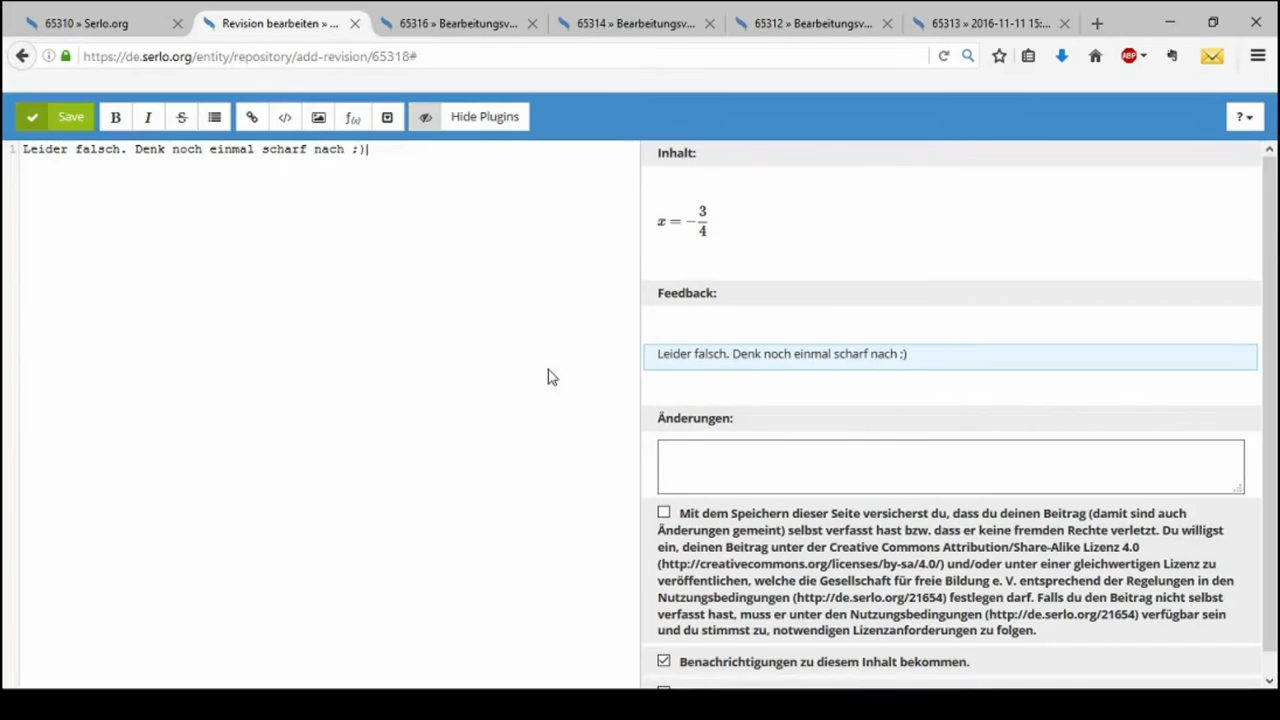 65310 » Serlo.org
Revision bearbeiten » ...
65316 » Bearbeitungsv...
65314 » Bearbeitungsv...
65312 » Bearbeitungsv...
65313 » 2016-11-11 15:...
https://de.serlo.org/entity/repository/add-revision/65318#
ABP
Save
B
I
S
f(x)
Hide Plugins
?
1 Leider falsch. Denk noch einmal scharf nach ;)
Inhalt:
x = -3/4
Feedback:
Leider falsch. Denk noch einmal scharf nach ;)
Änderungen:
Mit dem Speichern dieser Seite versicherst du, dass du deinen Beitrag (damit sind auch
Änderungen gemeint) selbst verfasst hast bzw. dass er keine fremden Rechte verletzt. Du willigst
ein, deinen Beitrag unter der Creative Commons Attribution/Share-Alike Lizenz 4.0
(http://creativecommons.org/licenses/by-sa/4.0/) und/oder unter einer gleichwertigen Lizenz zu
veröffentlichen, welche die Gesellschaft für freie Bildung e. V. entsprechend der Regelungen in den
Nutzungsbedingungen (http://de.serlo.org/21654) festlegen darf. Falls du den Beitrag nicht selbst
verfasst hast, muss er unter den Nutzungsbedingungen (http://de.serlo.org/21654) verfügbar sein
und du stimmst zu, notwendigen Lizenzanforderungen zu folgen.
Benachrichtigungen zu diesem Inhalt bekommen.